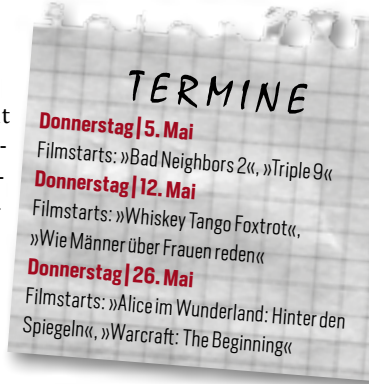 TERMINE
Donnerstag | 5. Mai
Filmstarts: »Bad Neighbors 2«, »Triple 9«
Donnerstag | 12. Mai
Filmstarts: »Whiskey Tango Foxtrot«,
»Wie Männer über Frauen reden«
Donnerstag | 26. Mai
Filmstarts: »Alice im Wunderland: Hinter den
Spiegeln«, »Warcraft: The Beginning«